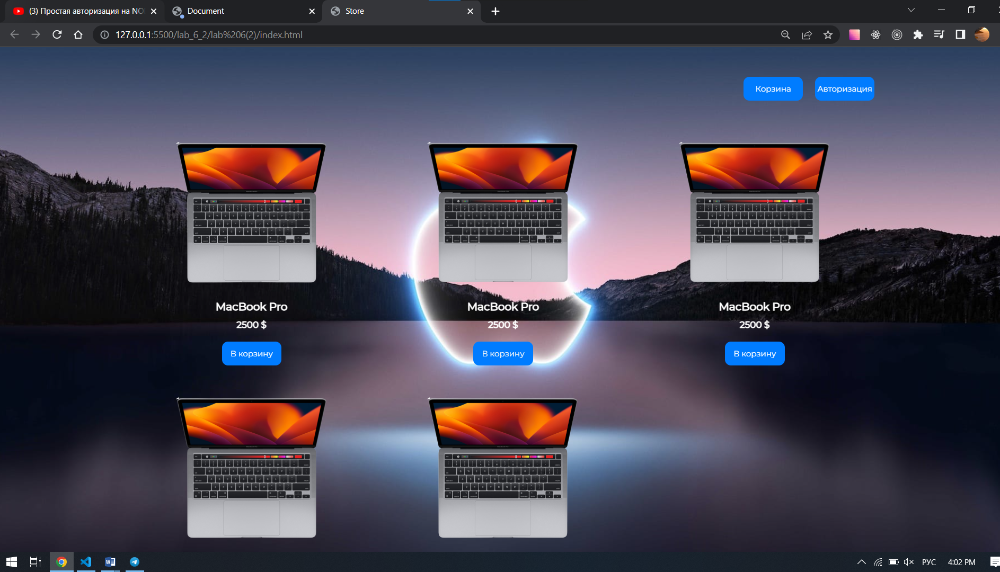 (3) Простая авторизация на NO
Document
Store
127.0.0.1:5500/lab_6_2/lab%206(2)/index.html
Корзина
Авторизация
MacBook Pro
MacBook Pro
MacBook Pro
2500 $
2500 $
2500 $
В корзину
В корзину
В корзину
РУС
4:02 PM